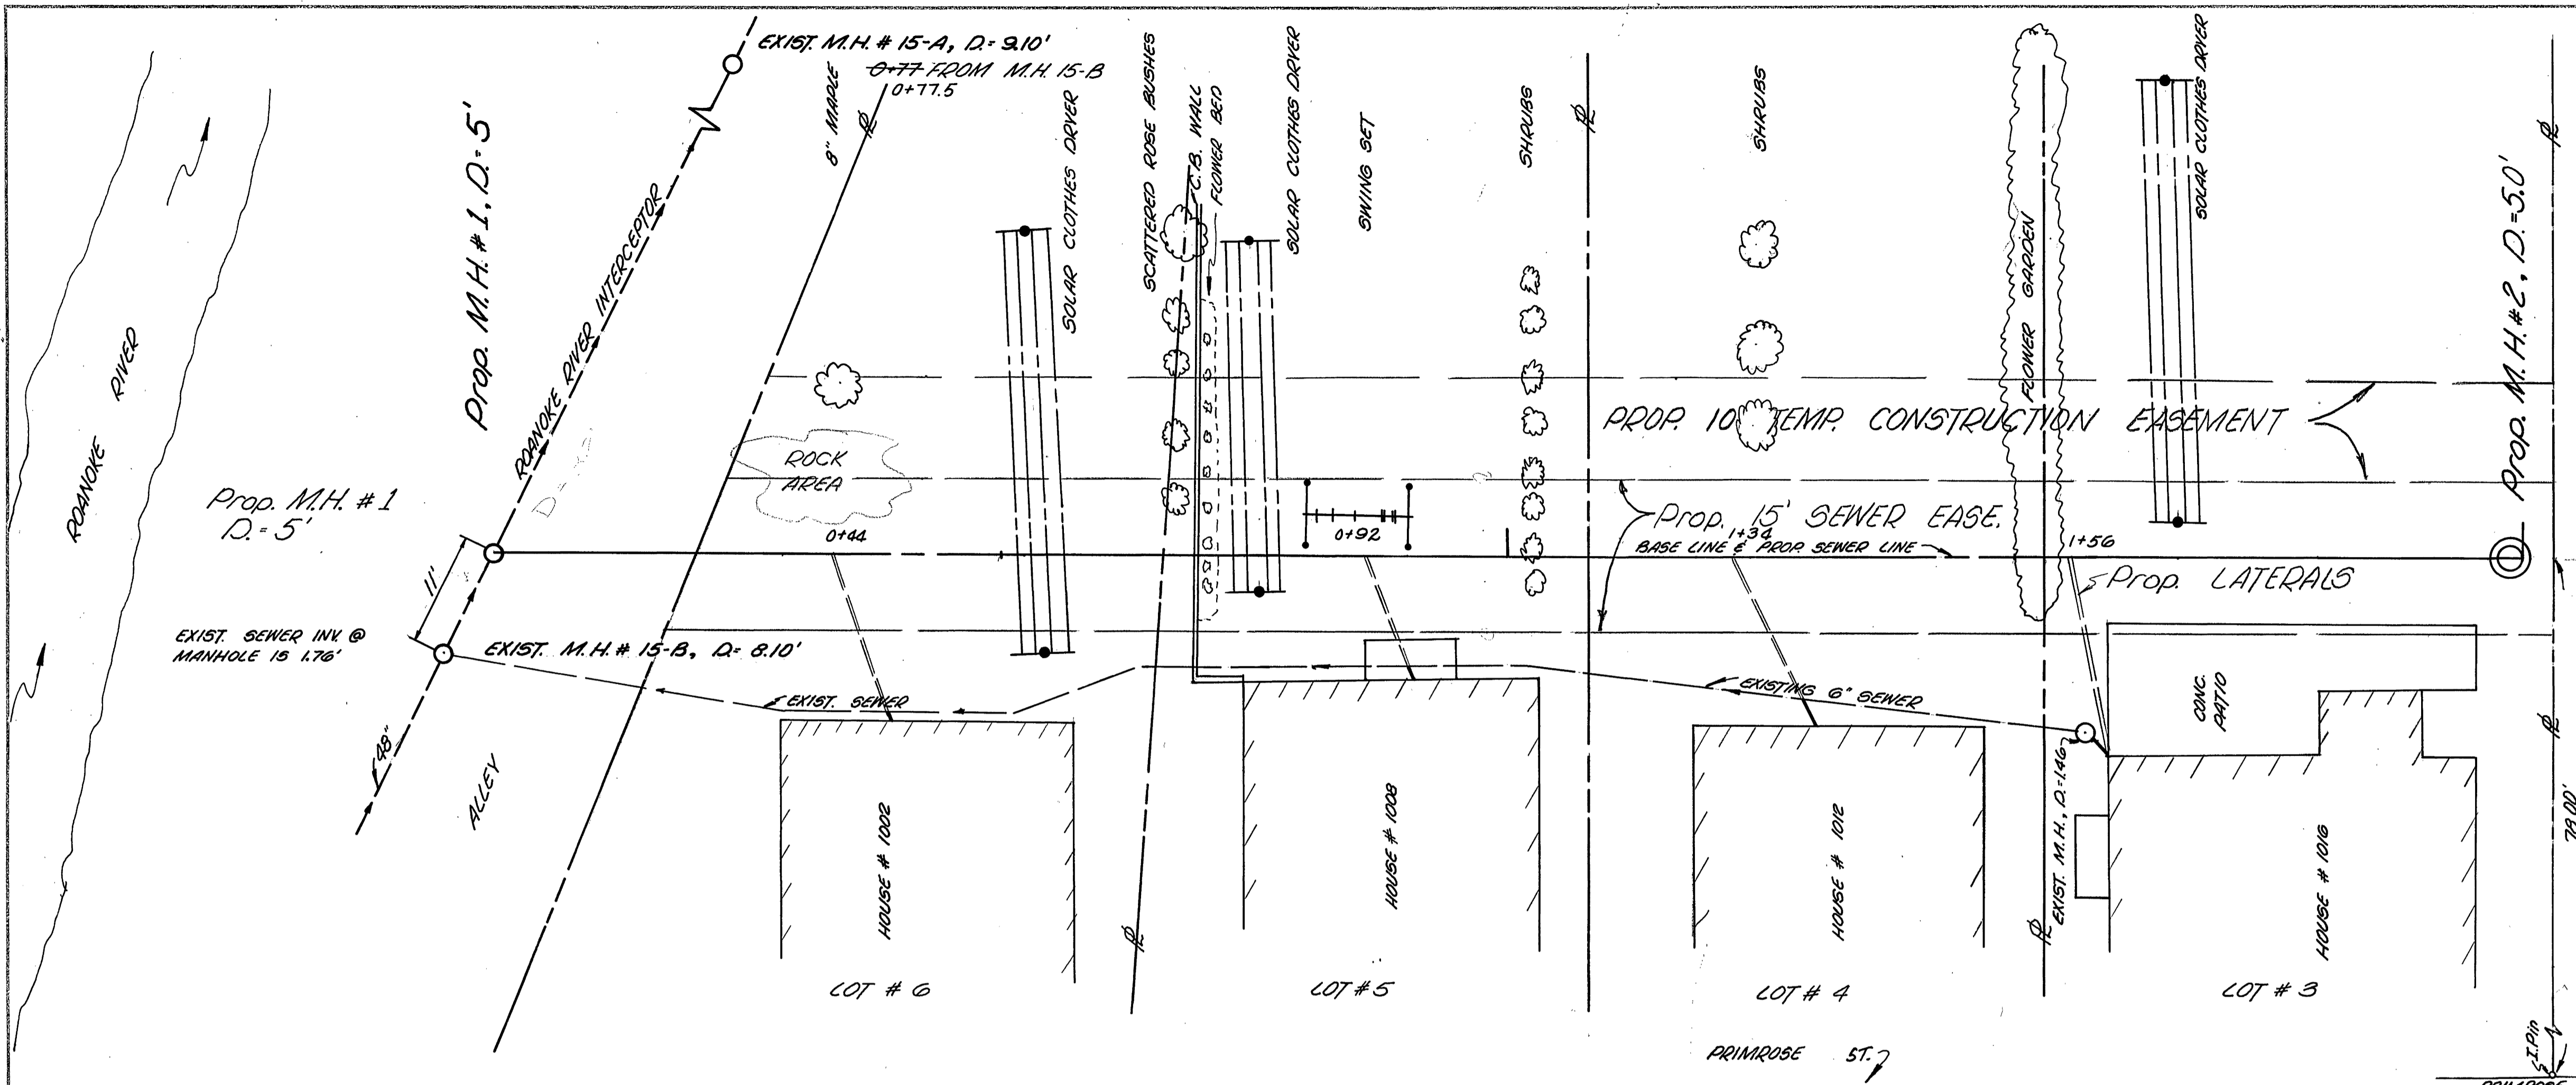 EXIST. M.H. # 15-A, D.= 9.10'
0+77 FROM M.H. 15-B
0+77.5
Prop. M.H. # 1, D.= 5'
ROANOKE RIVER INTERCEPTOR
ROANOKE RIVER
Prop. M.H. # 1
D.= 5'
11'
EXIST. SEWER INV. @
MANHOLE IS 1.76'
EXIST. M.H. # 15-B, D.= 8.10'
48"
ALLEY
8" MAPLE
SOLAR CLOTHES DRYER
SCATTERED ROSE BUSHES
C.B. WALL
FLOWER BED
SOLAR CLOTHES DRYER
SWING SET
SHRUBS
SHRUBS
FLOWER GARDEN
SOLAR CLOTHES DRYER
Prop. M.H. #2, D.=5.0'
ROCK
AREA
PROP. 10' TEMP. CONSTRUCTION EASEMENT
Prop. 15' SEWER EASE.
0+44
0+92
1+34
1+56
BASE LINE & PROP. SEWER LINE
Prop. LATERALS
EXIST. SEWER
EXISTING 6" SEWER
CONC.
PATIO
EXIST. M.H., D.=1.46'
HOUSE # 1002
HOUSE # 1008
HOUSE # 1012
HOUSE # 1016
78.00'
LOT # 6
LOT # 5
LOT # 4
LOT # 3
PRIMROSE ST.
I.Pin
PRIMROSE